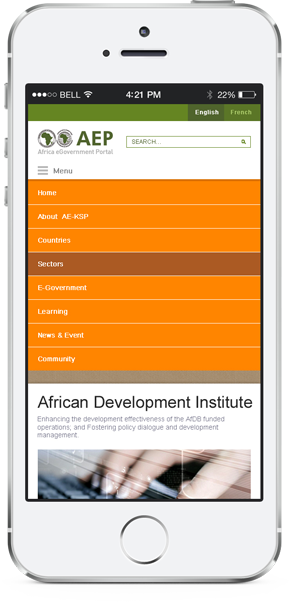 ●●●○○ BELL 4:21 PM 22%
English French
AEP
Africa eGovernment Portal
SEARCH...
Menu
Home
About AE-KSP
Countries
Sectors
E-Government
Learning
News & Event
Community
African Development Institute
Enhancing the development effectiveness of the AfDB funded
operations; and Fostering policy dialogue and development
management.